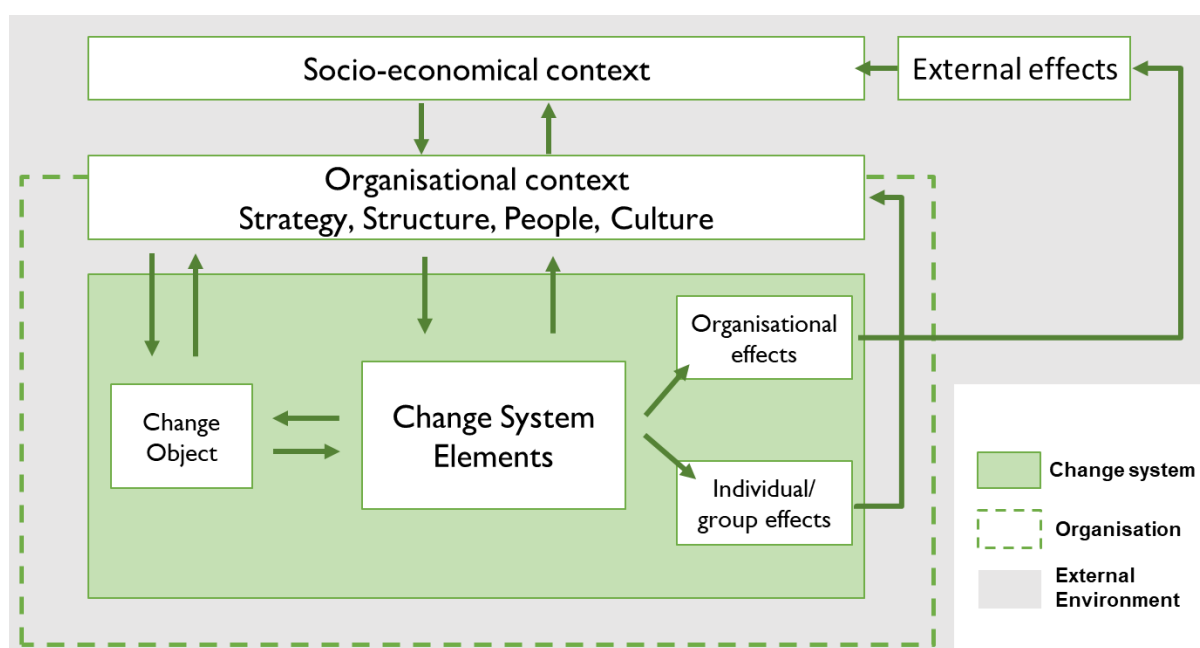 Socio-economical context
External effects
Organisational context
Strategy, Structure, People, Culture
Organisational
effects
Change
Object
Change System
Elements
Individual/
group effects
Change system
Organisation
External
Environment